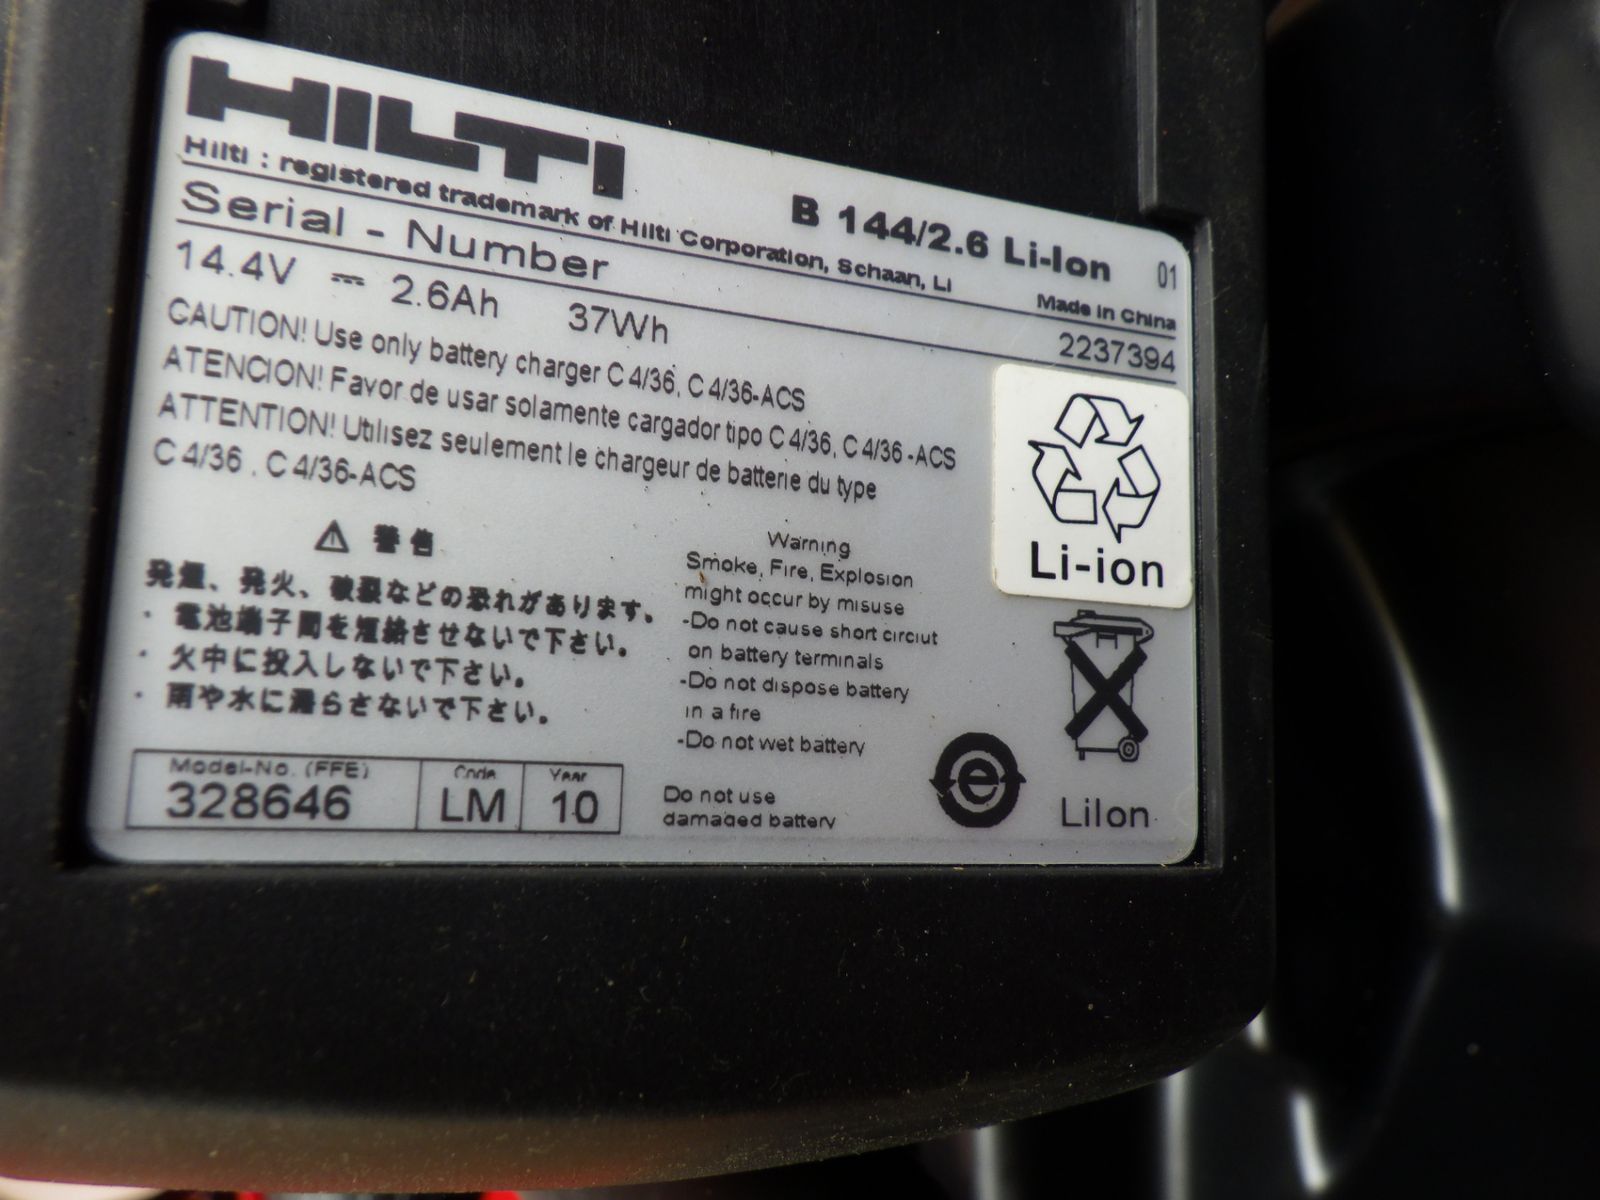 HILTI
B 144/2.6 Li-Ion 01
Hilti : registered trademark of Hilti Corporation, Schaan, Li
Made in China
Serial - Number
2237394
14.4V ⎓ 2.6Ah 37Wh
CAUTION! Use only battery charger C 4/36, C 4/36-ACS
ATENCION! Favor de usar solamente cargador tipo C 4/36, C 4/36 -ACS
ATTENTION! Utilisez seulement le chargeur de batterie du type
C 4/36 . C 4/36-ACS
Li-ion
⚠ 警告
発煙、発火、破裂などの恐れがあります。
・ 電池端子間を短絡させないで下さい。
・ 火中に投入しないで下さい。
・ 雨や水に濡らさないで下さい。
Warning
Smoke, Fire, Explosion
might occur by misuse
-Do not cause short circiut
on battery terminals
-Do not dispose battery
in a fire
-Do not wet battery
Do not use
damaged battery
Model-No. (FFE) Code Year
328646 LM 10
e
LiIon